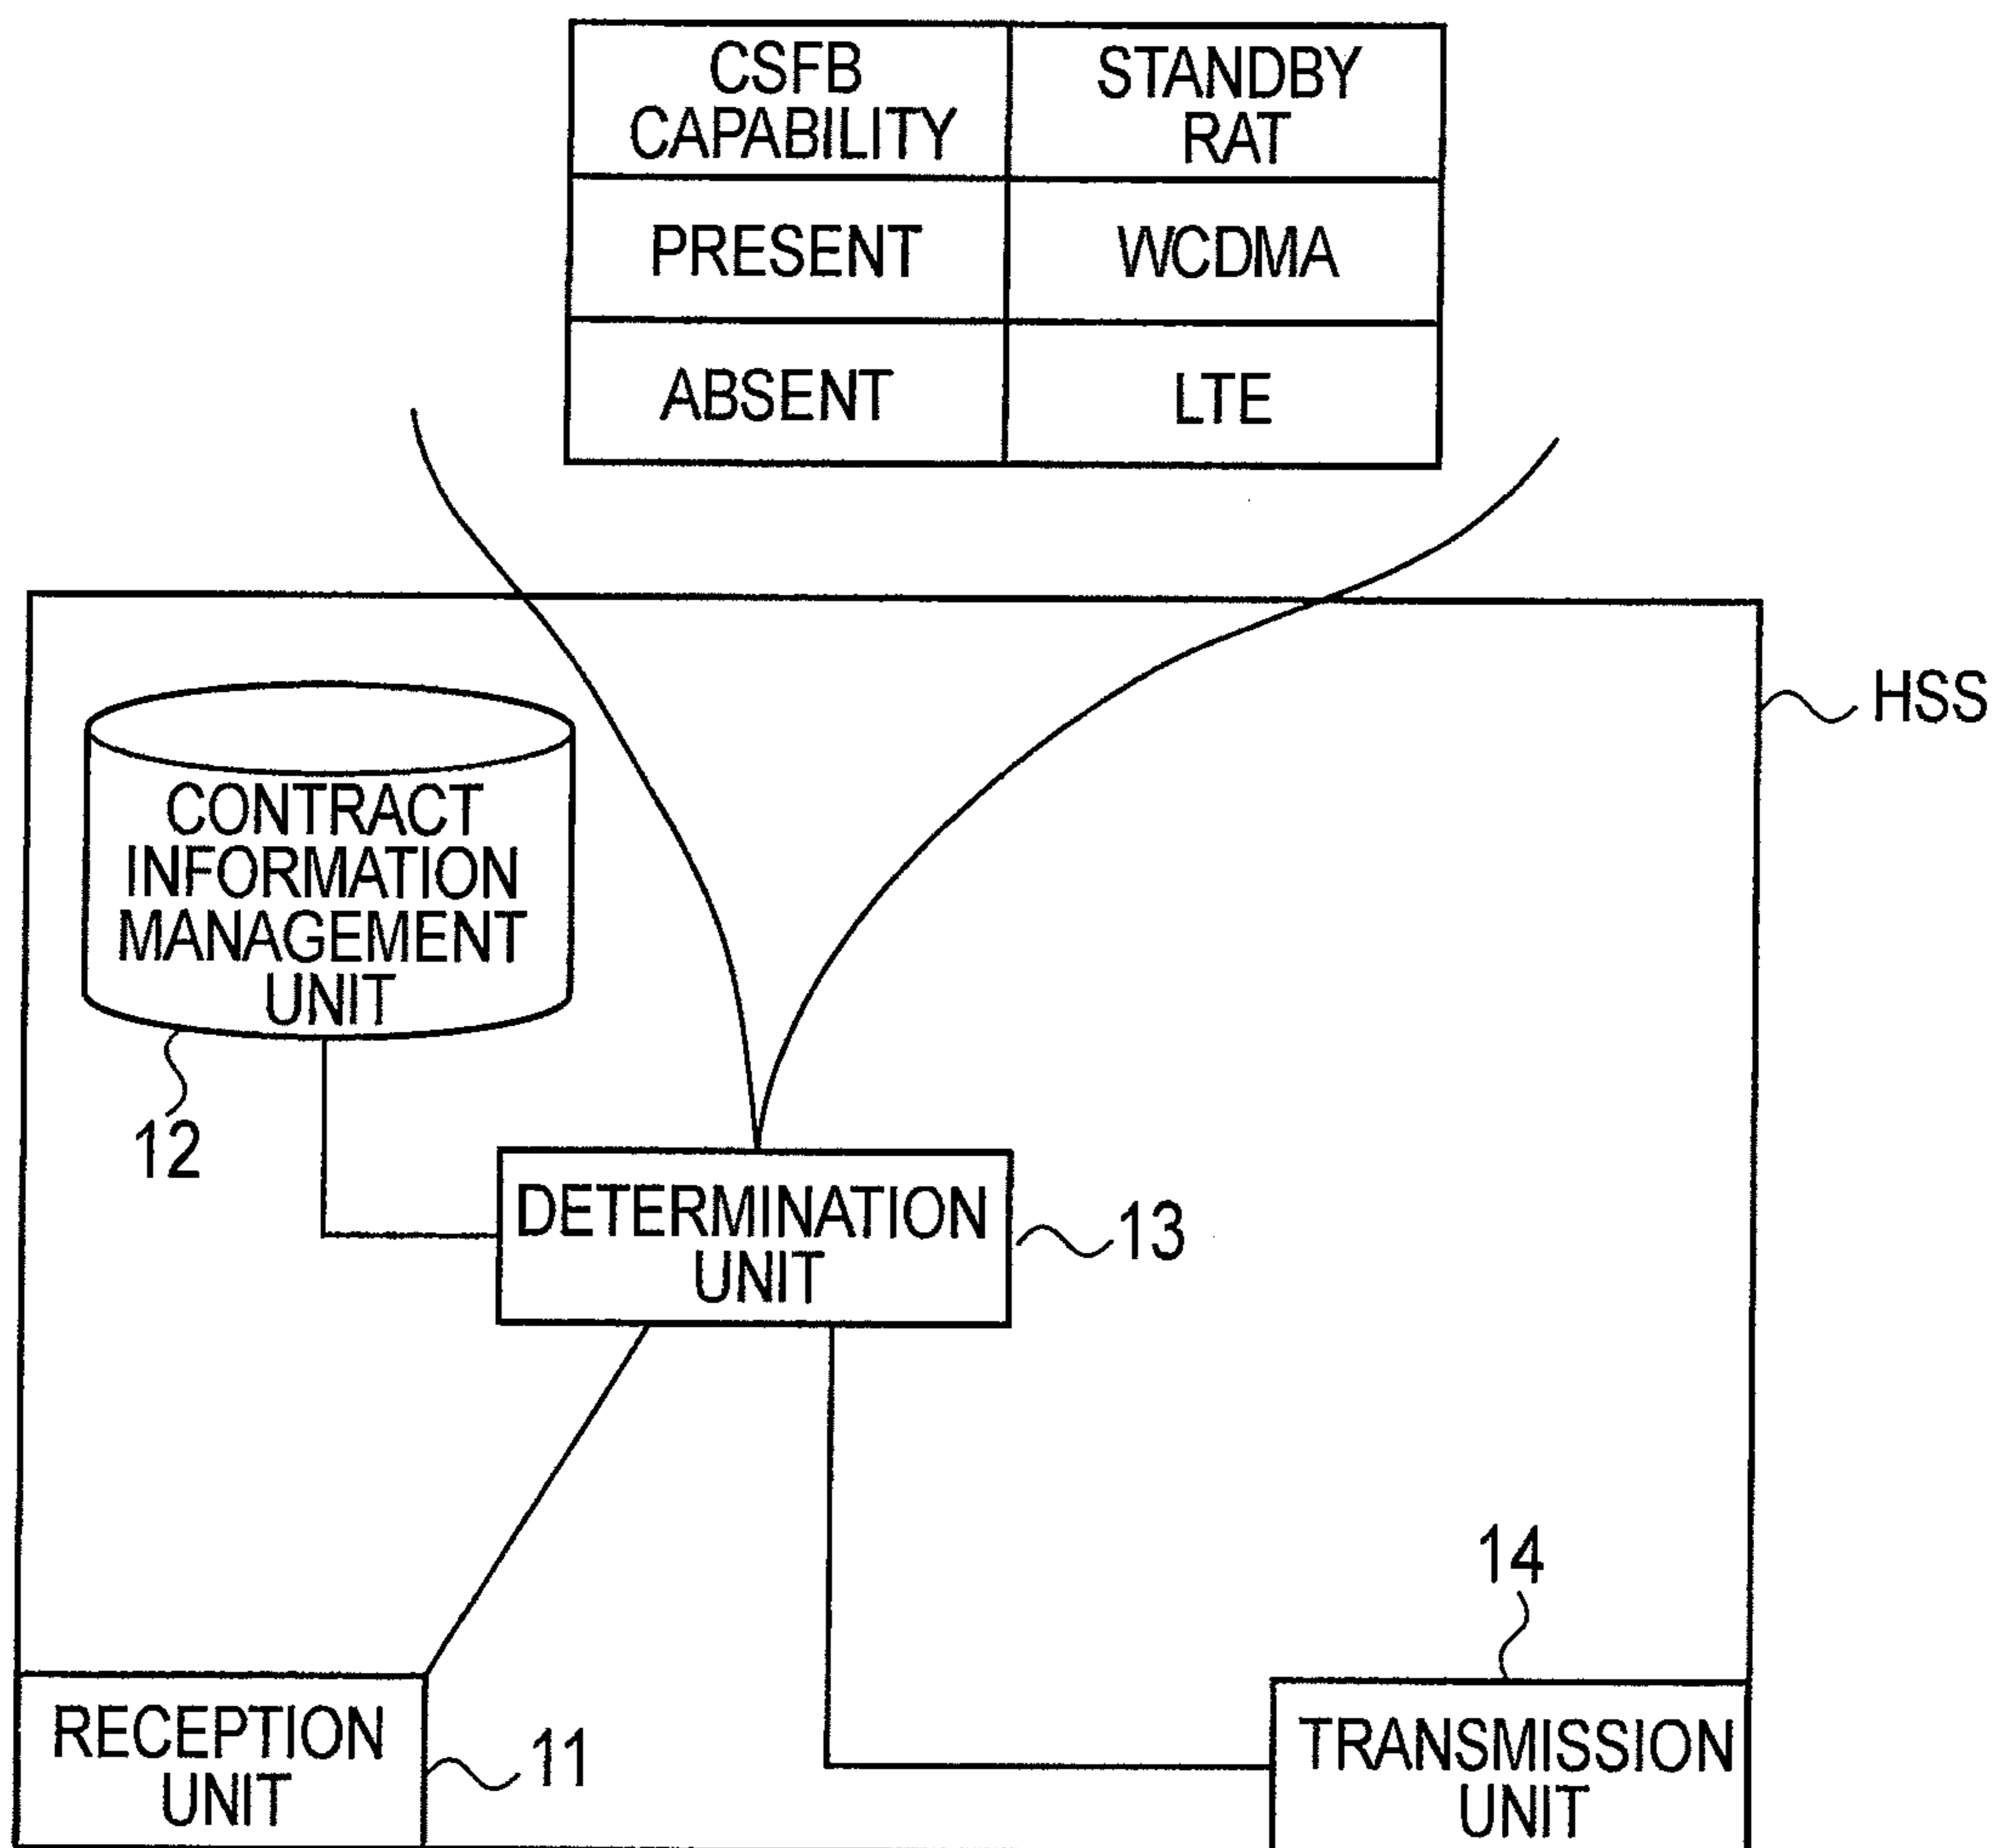 CSFB
CAPABILITY
STANDBY
RAT
PRESENT
WCDMA
ABSENT
LTE
HSS
CONTRACT
INFORMATION
MANAGEMENT
UNIT
12
DETERMINATION
UNIT
13
14
RECEPTION
UNIT
11
TRANSMISSION
UNIT